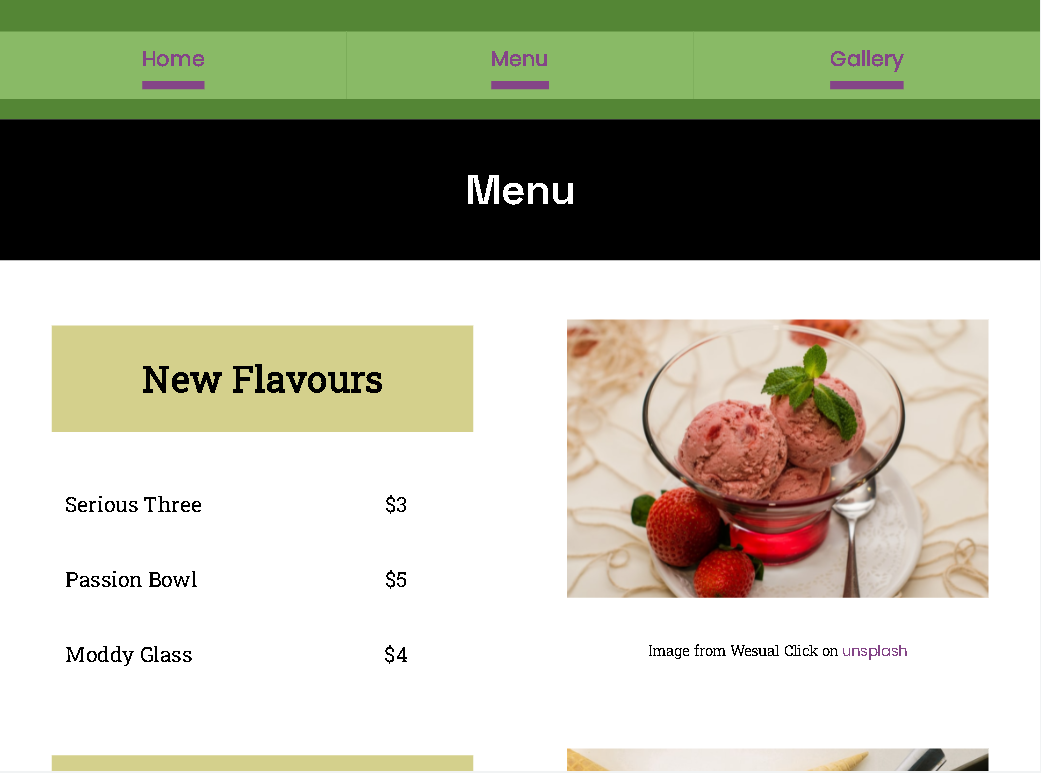 Home Menu Gallery
Menu
New Flavours
Serious Three $3
Passion Bowl $5
Moddy Glass $4
Image from Wesual Click on unsplash